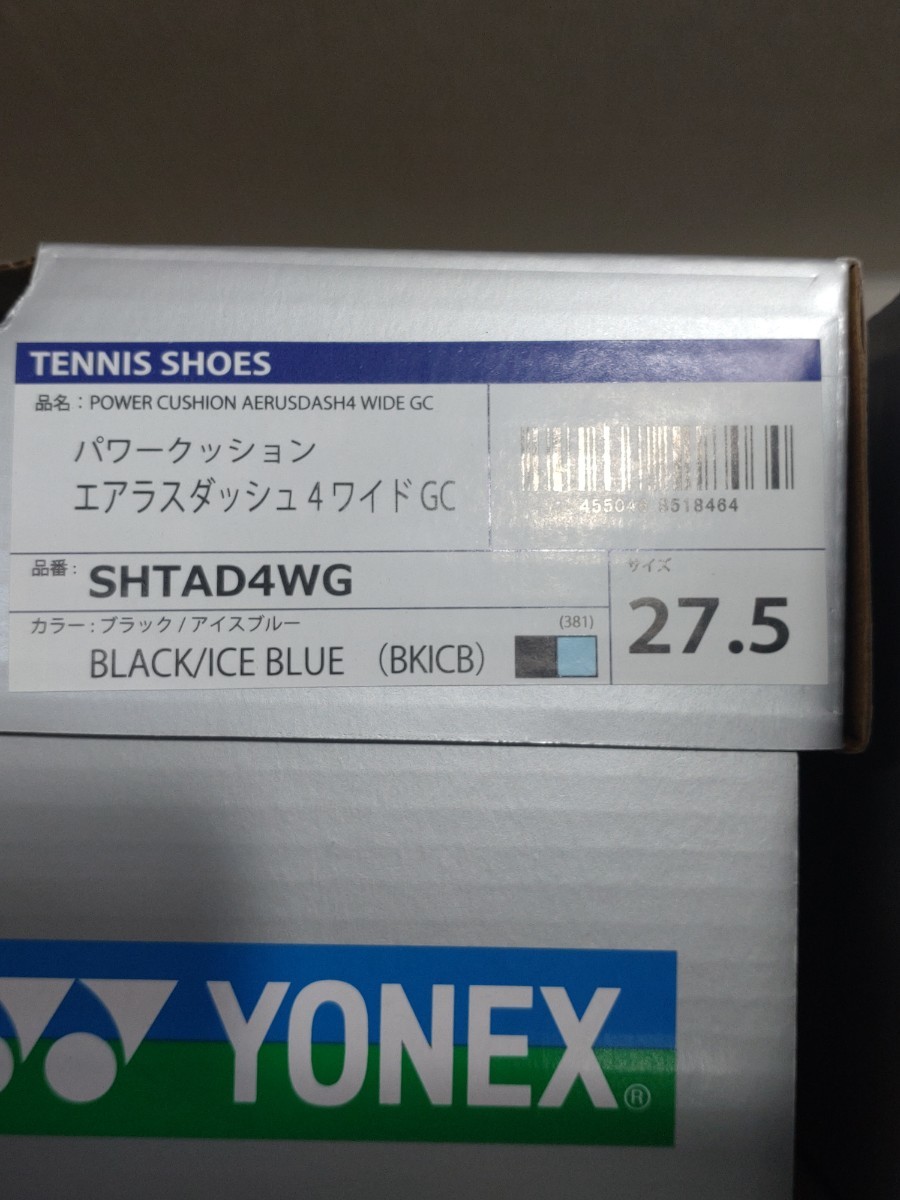 TENNIS SHOES
品名：POWER CUSHION AERUSDASH4 WIDE GC
パワークッション
エアラスダッシュ4ワイドGC
品番：
SHTAD4WG
カラー：ブラック/アイスブルー
(381)
BLACK/ICE BLUE （BKICB）
サイズ
27.5
YONEX®